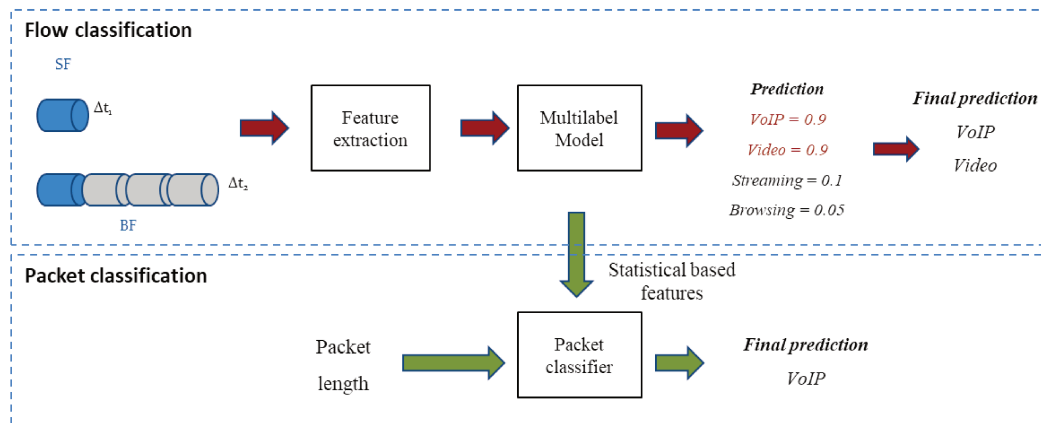 Flow classification
SF
Δt₁
Δt₂
BF
Feature
extraction
Multilabel
Model
Prediction
VoIP = 0.9
Video = 0.9
Streaming = 0.1
Browsing = 0.05
Final prediction
VoIP
Video
Packet classification
Statistical based
features
Packet
length
Packet
classifier
Final prediction
VoIP